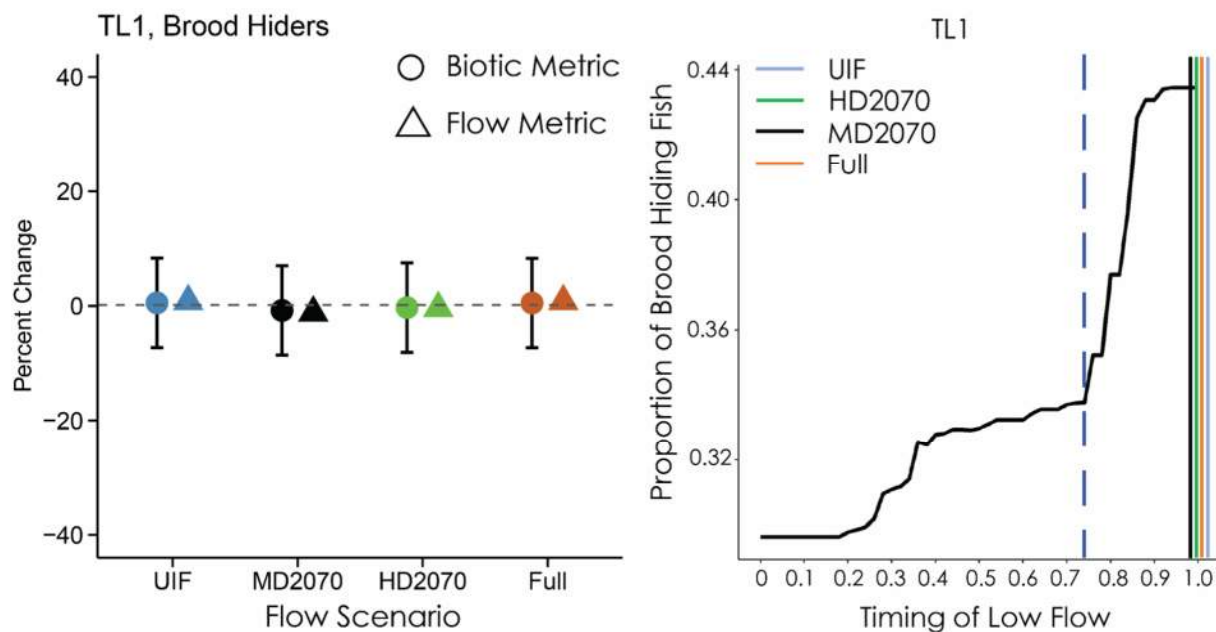 TL1, Brood Hiders
Biotic Metric
Flow Metric
Percent Change
40
20
0
−20
−40
UIF MD2070 HD2070 Full
Flow Scenario
TL1
UIF
HD2070
MD2070
Full
Proportion of Brood Hiding Fish
0.44
0.40
0.36
0.32
0 0.1 0.2 0.3 0.4 0.5 0.6 0.7 0.8 0.9 1.0
Timing of Low Flow